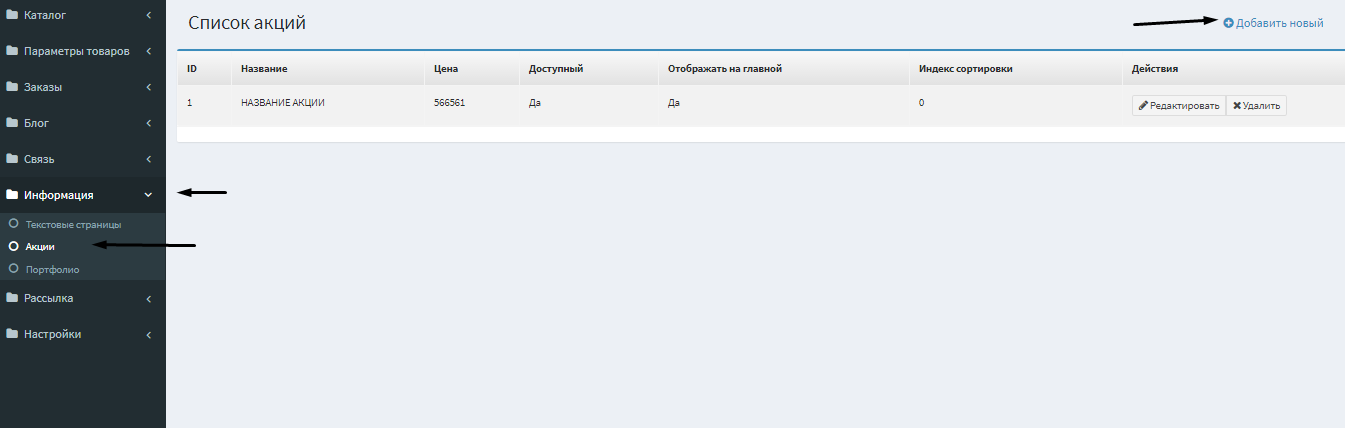 Каталог
Параметры товаров
Заказы
Блог
Связь
Информация
Текстовые страницы
Акции
Портфолио
Рассылка
Настройки
Список акций
Добавить новый
ID Название Цена Доступный Отображать на главной Индекс сортировки Действия
1 НАЗВАНИЕ АКЦИИ 566561 Да Да 0 Редактировать Удалить